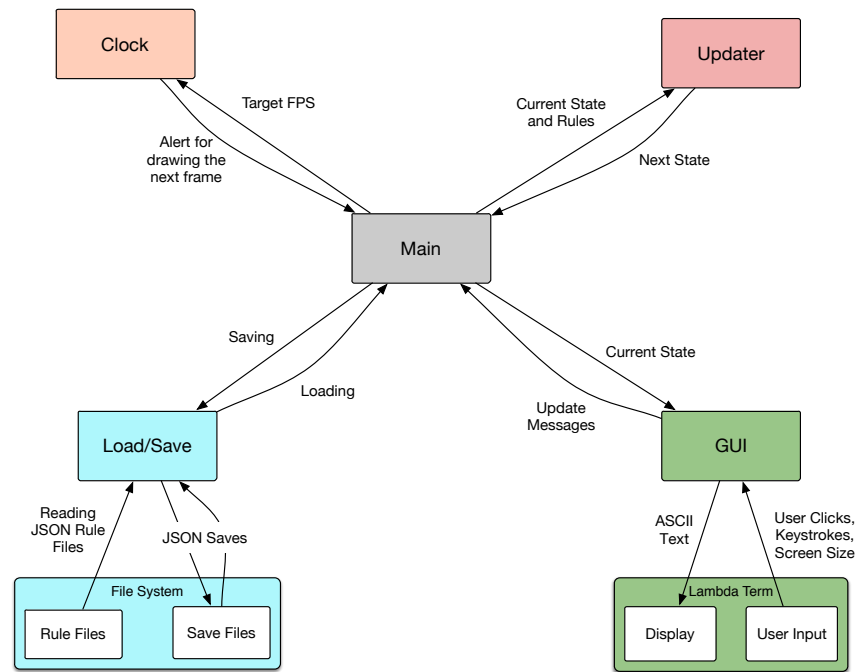 Clock
Updater
Target FPS
Current State
and Rules
Alert for
drawing the
next frame
Next State
Main
Saving
Current State
Loading
Update
Messages
Load/Save
GUI
Reading
JSON Rule
Files
JSON Saves
ASCII
Text
User Clicks,
Keystrokes,
Screen Size
File System
Lambda Term
Rule Files
Save Files
Display
User Input